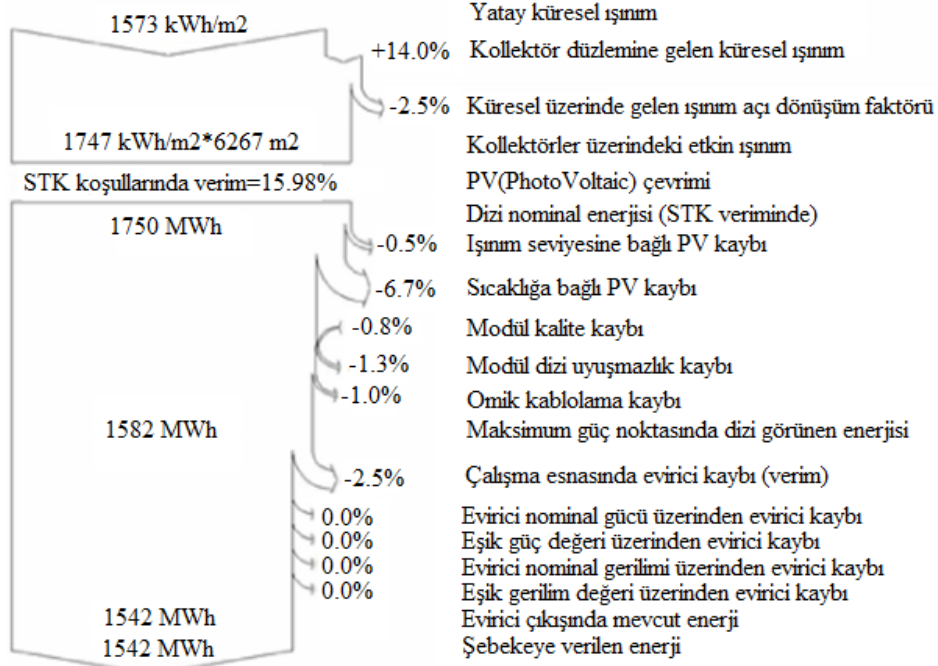 Yatay küresel ışınım
1573 kWh/m2
+14.0% Kollektör düzlemine gelen küresel ışınım
-2.5% Küresel üzerinde gelen ışınım açı dönüşüm faktörü
1747 kWh/m2*6267 m2 Kollektörler üzerindeki etkin ışınım
STK koşullarında verim=15.98% PV(PhotoVoltaic) çevrimi
Dizi nominal enerjisi (STK veriminde)
1750 MWh
-0.5% Işınım seviyesine bağlı PV kaybı
-6.7% Sıcaklığa bağlı PV kaybı
-0.8% Modül kalite kaybı
-1.3% Modül dizi uyuşmazlık kaybı
-1.0% Omik kablolama kaybı
1582 MWh Maksimum güç noktasında dizi görünen enerjisi
-2.5% Çalışma esnasında evirici kaybı (verim)
0.0% Evirici nominal gücü üzerinden evirici kaybı
0.0% Eşik güç değeri üzerinden evirici kaybı
0.0% Evirici nominal gerilimi üzerinden evirici kaybı
0.0% Eşik gerilim değeri üzerinden evirici kaybı
1542 MWh Evirici çıkışında mevcut enerji
1542 MWh Şebekeye verilen enerji